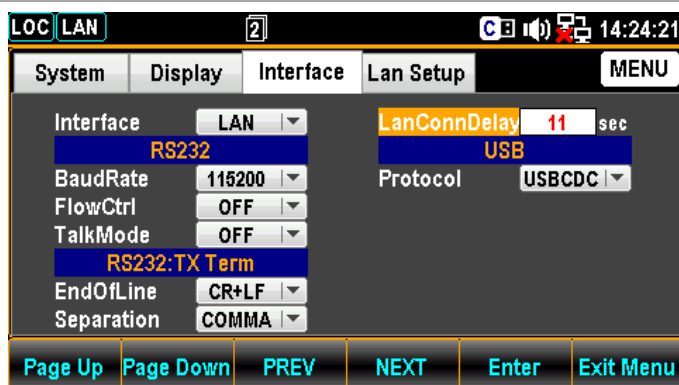 LOC LAN 2 C 14:24:21
System Display Interface Lan Setup MENU
Interface LAN LanConnDelay 11 sec
RS232 USB
BaudRate 115200 Protocol USBCDC
FlowCtrl OFF
TalkMode OFF
RS232:TX Term
EndOfLine CR+LF
Separation COMMA
Page Up Page Down PREV NEXT Enter Exit Menu